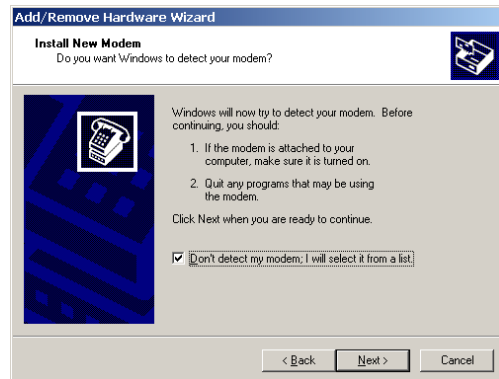 Add/Remove Hardware Wizard
Install New Modem
Do you want Windows to detect your modem?
Windows will now try to detect your modem. Before
continuing, you should:
1. If the modem is attached to your
computer, make sure it is turned on.
2. Quit any programs that may be using
the modem.
Click Next when you are ready to continue.
Don't detect my modem; I will select it from a list.
< Back
Next >
Cancel